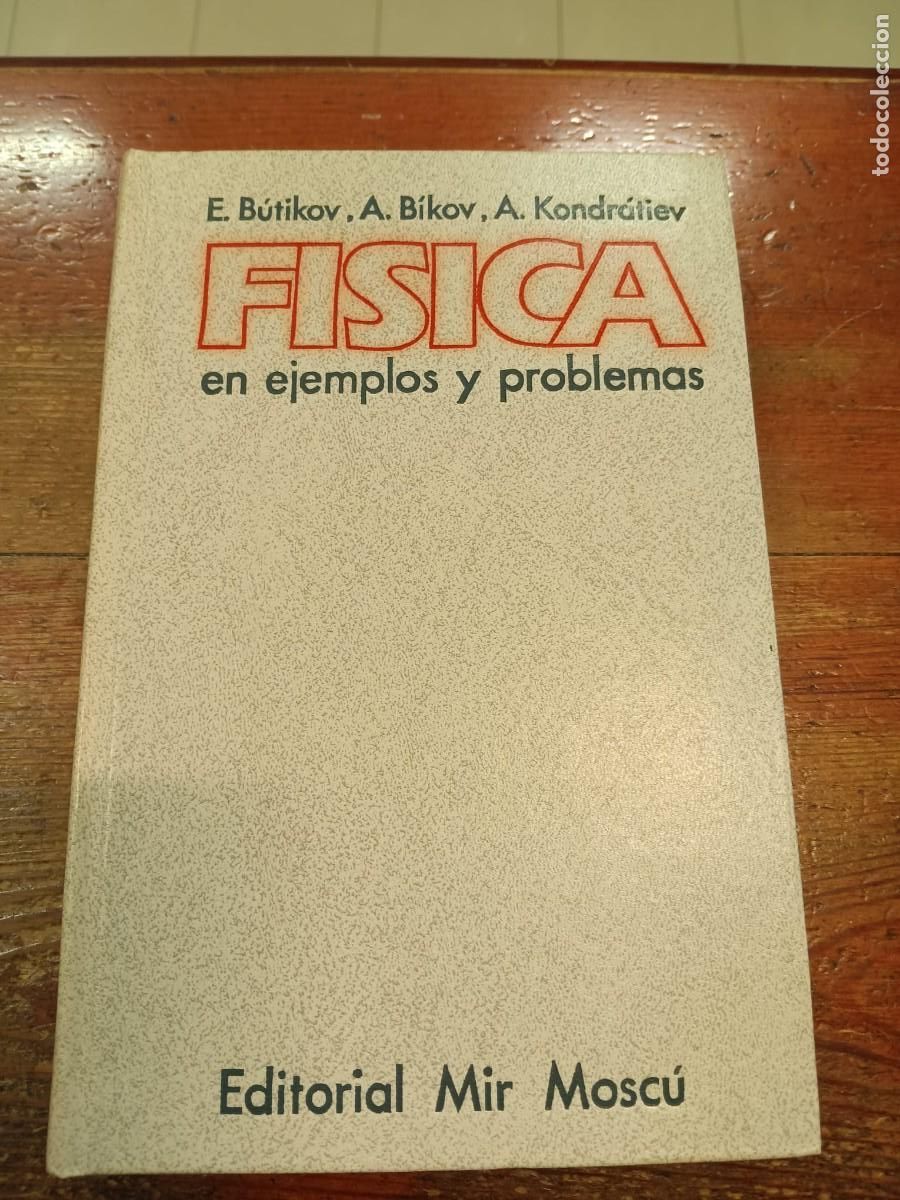 E. Bútikov, A. Bíkov, A. Kondrátiev
FISICA
en ejemplos y problemas
Editorial Mir Moscú
todocoleccion